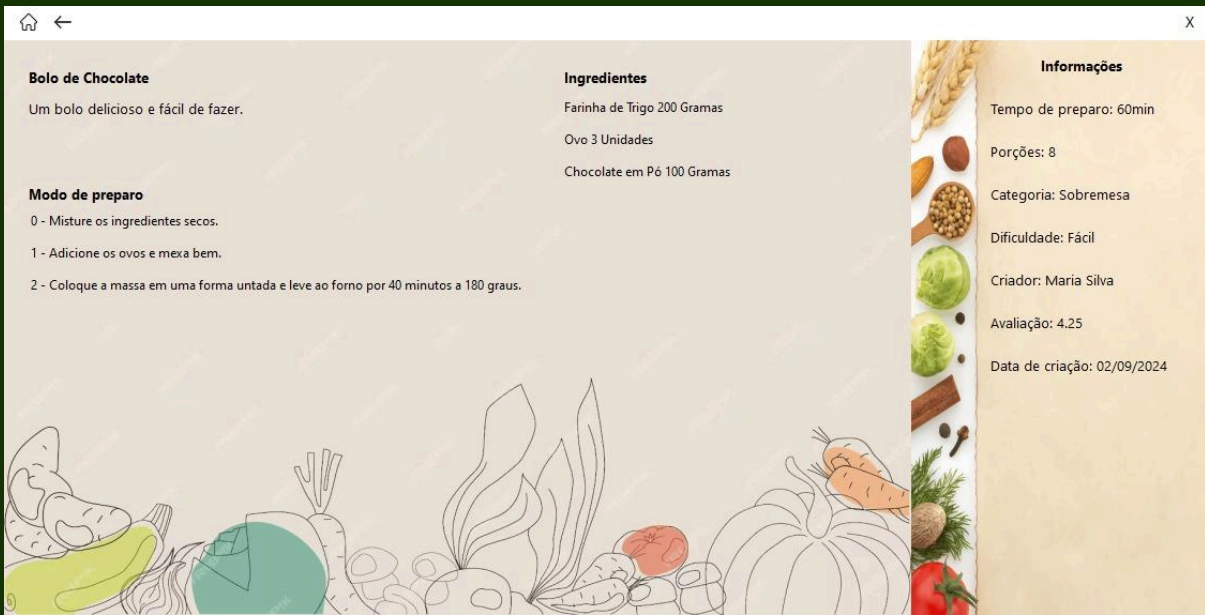 X
Bolo de Chocolate
Um bolo delicioso e fácil de fazer.
Modo de preparo
0 - Misture os ingredientes secos.
1 - Adicione os ovos e mexa bem.
2 - Coloque a massa em uma forma untada e leve ao forno por 40 minutos a 180 graus.
Ingredientes
Farinha de Trigo 200 Gramas
Ovo 3 Unidades
Chocolate em Pó 100 Gramas
Informações
Tempo de preparo: 60min
Porções: 8
Categoria: Sobremesa
Dificuldade: Fácil
Criador: Maria Silva
Avaliação: 4.25
Data de criação: 02/09/2024